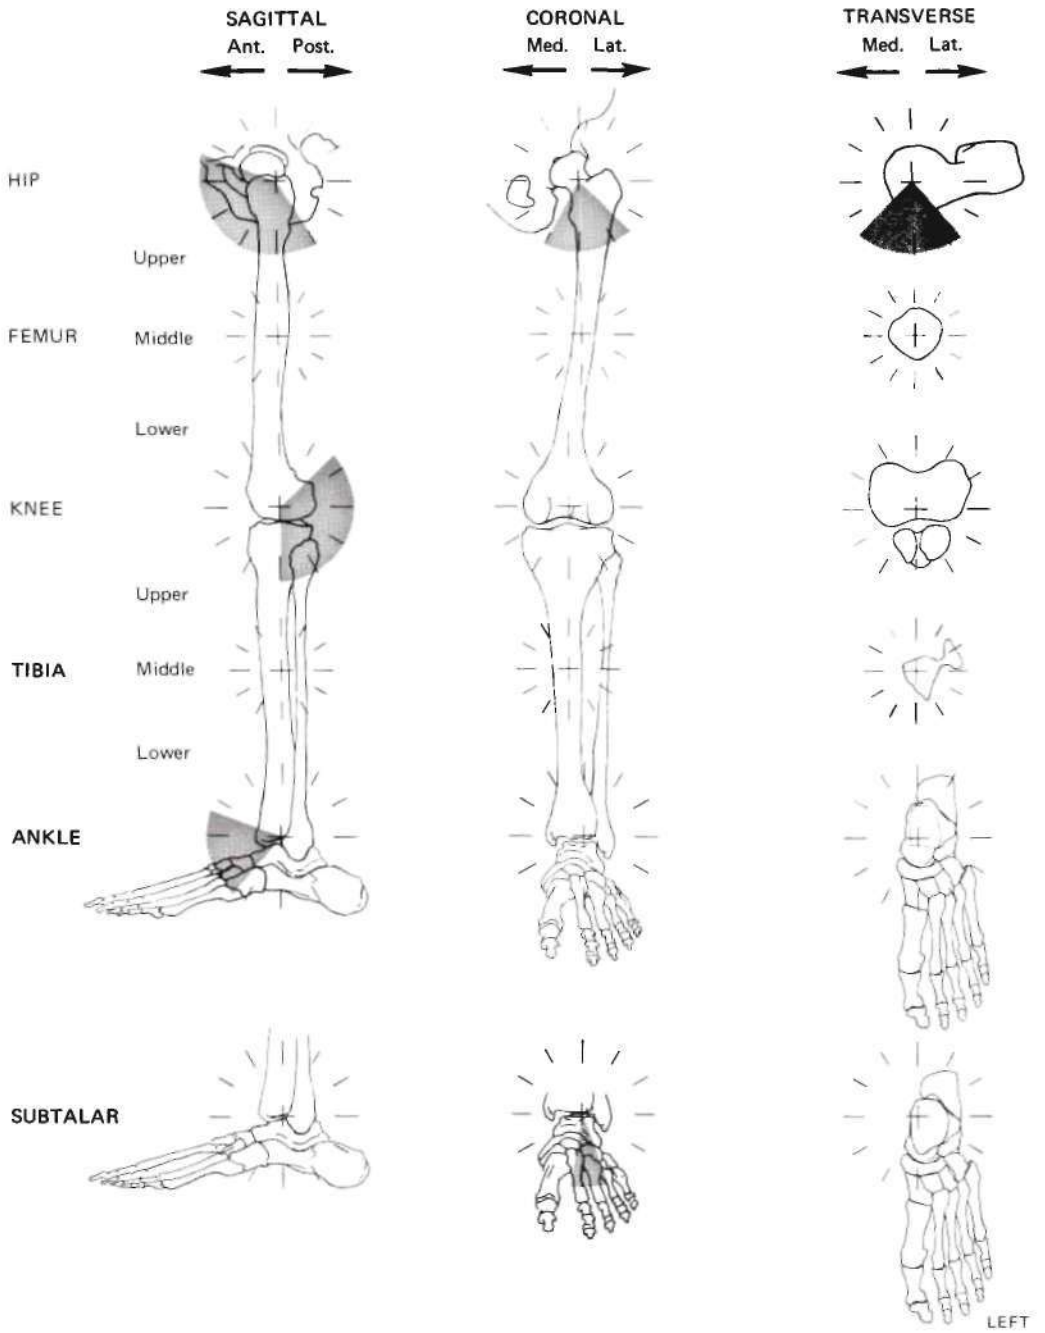 SAGITTAL CORONAL TRANSVERSE
Ant. Post. Med. Lat. Med. Lat.
HIP
Upper
FEMUR Middle
Lower
KNEE
Upper
TIBIA Middle
Lower
ANKLE
SUBTALAR
LEFT